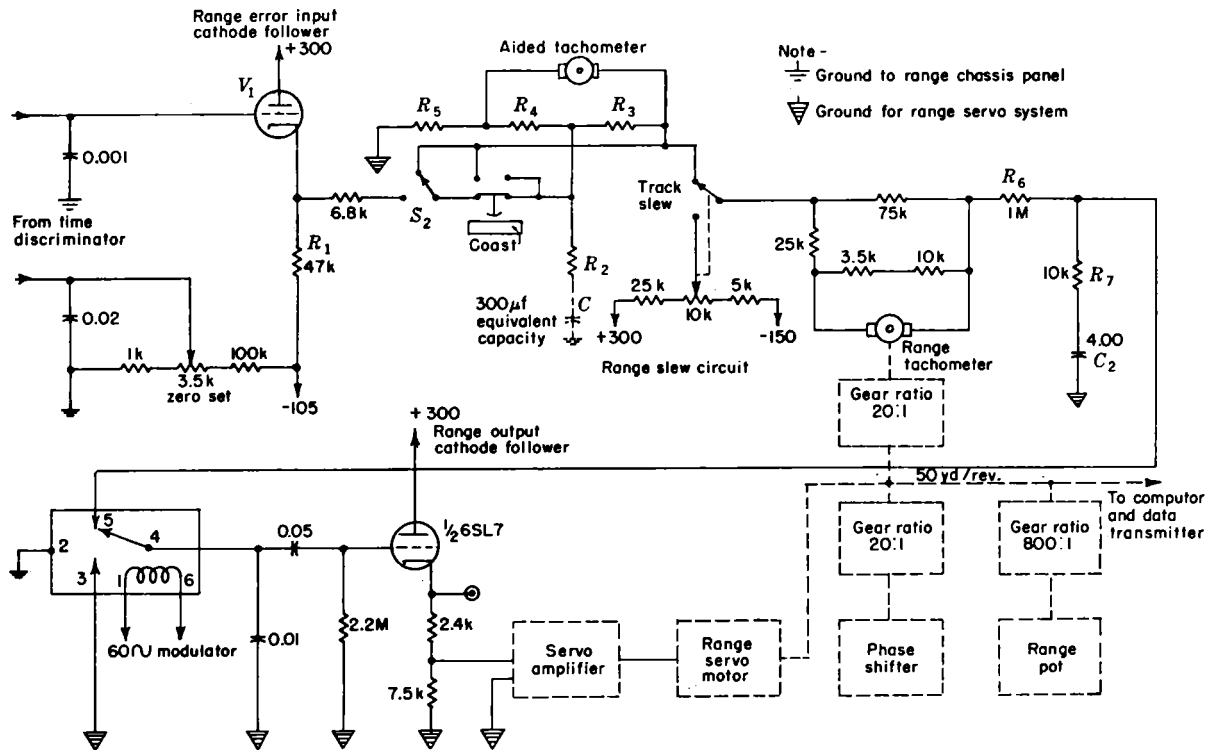 Range error input
cathode follower
+300
V1
0.001
From time
discriminator
0.02
1k
3.5k
zero set
100k
-105
R1
47k
6.8k
S2
Aided tachometer
R5
R4
R3
Coast
R2
300μf
equivalent
capacity
C
Track
slew
25k
10k
5k
+300
-150
Range slew circuit
Note -
Ground to range chassis panel
Ground for range servo system
75k
25k
3.5k
10k
R6
1M
10k
R7
4.00
C2
Range
tachometer
Gear ratio
20:1
50 yd/rev.
To computor
and data
transmitter
Gear ratio
20:1
Gear ratio
800:1
Phase
shifter
Range
pot
+ 300
Range output
cathode follower
½6SL7
5
4
2
3
1
6
60∿ modulator
0.05
0.01
2.2M
2.4k
7.5k
Servo
amplifier
Range
servo
motor